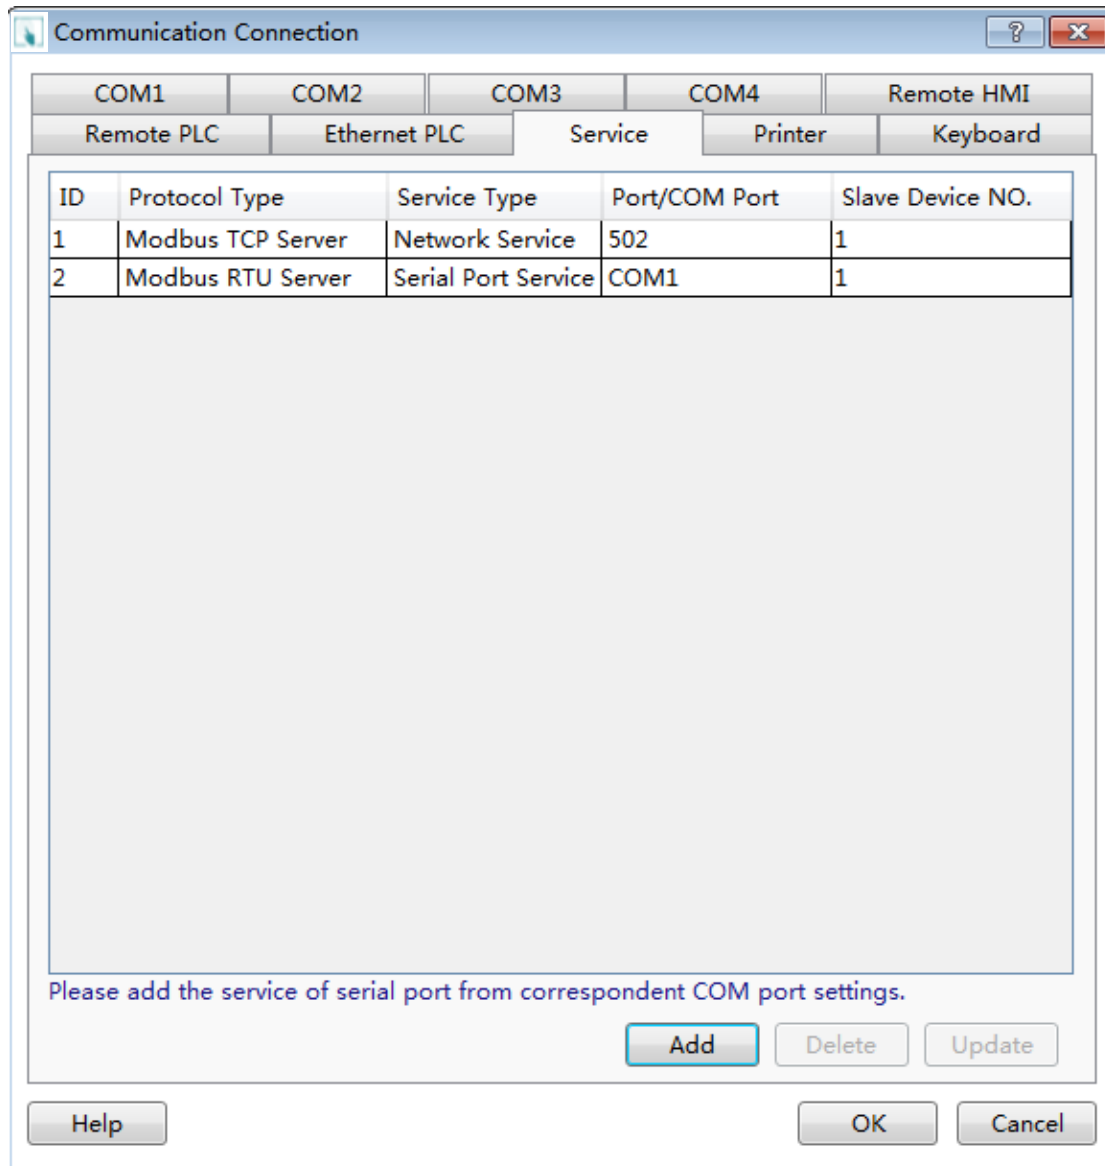 Communication Connection
COM1 COM2 COM3 COM4 Remote HMI
Remote PLC Ethernet PLC Service Printer Keyboard
ID Protocol Type Service Type Port/COM Port Slave Device NO.
1 Modbus TCP Server Network Service 502 1
2 Modbus RTU Server Serial Port Service COM1 1
Please add the service of serial port from correspondent COM port settings.
Add Delete Update
Help OK Cancel